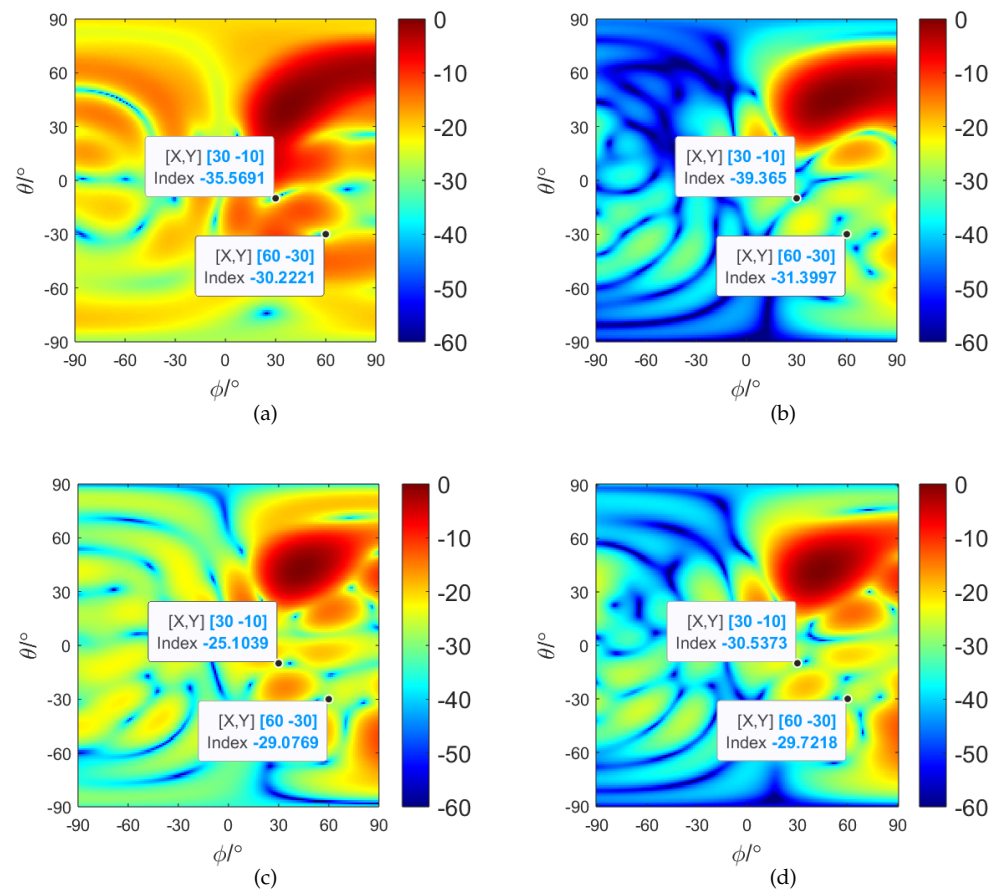 90
60
30
0
-30
-60
-90
θ/°
-90 -60 -30 0 30 60 90
ϕ/°
[X,Y] [30 -10]
Index -35.5691
[X,Y] [60 -30]
Index -30.2221
0
-10
-20
-30
-40
-50
-60
(a)
90
60
30
0
-30
-60
-90
θ/°
-90 -60 -30 0 30 60 90
ϕ/°
[X,Y] [30 -10]
Index -39.365
[X,Y] [60 -30]
Index -31.3997
0
-10
-20
-30
-40
-50
-60
(b)
90
60
30
0
-30
-60
-90
θ/°
-90 -60 -30 0 30 60 90
ϕ/°
[X,Y] [30 -10]
Index -25.1039
[X,Y] [60 -30]
Index -29.0769
0
-10
-20
-30
-40
-50
-60
(c)
90
60
30
0
-30
-60
-90
θ/°
-90 -60 -30 0 30 60 90
ϕ/°
[X,Y] [30 -10]
Index -30.5373
[X,Y] [60 -30]
Index -29.7218
0
-10
-20
-30
-40
-50
-60
(d)